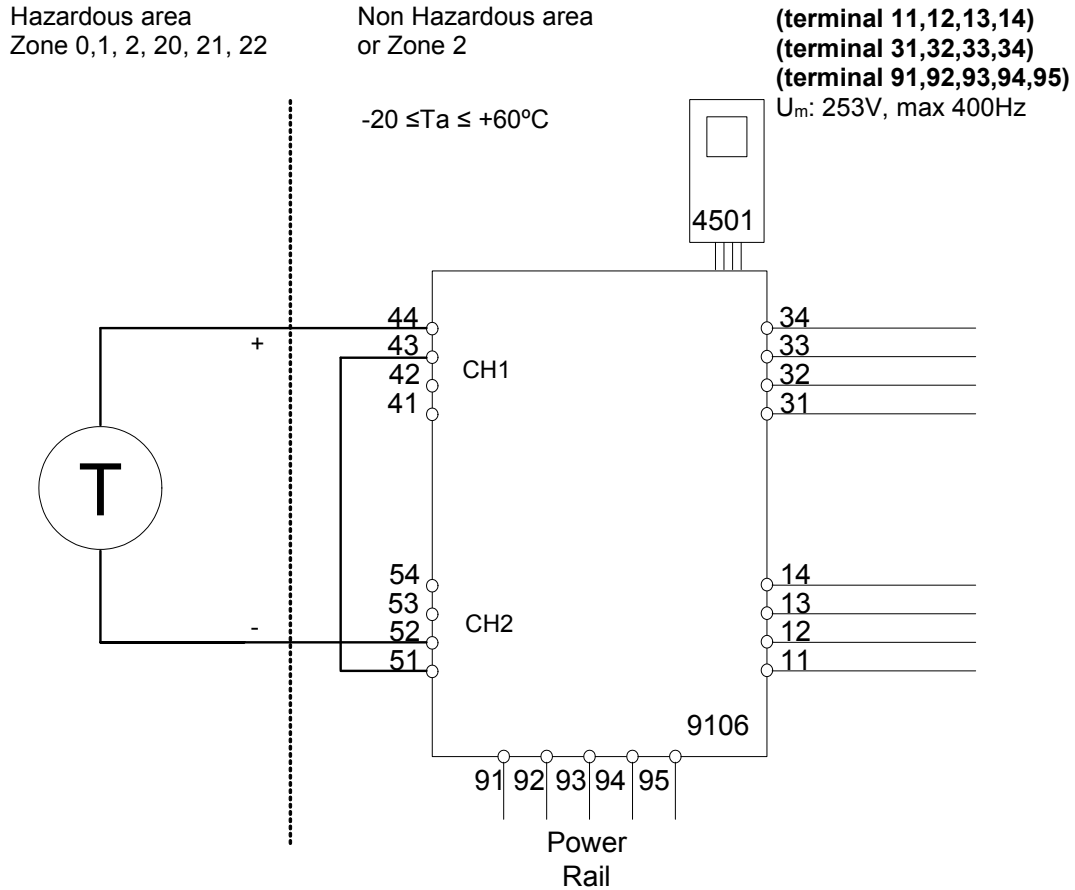 Hazardous area
Zone 0,1, 2, 20, 21, 22
Non Hazardous area
or Zone 2
-20 ≤Ta ≤ +60ºC
(terminal 11,12,13,14)
(terminal 31,32,33,34)
(terminal 91,92,93,94,95)
Um: 253V, max 400Hz
4501
44
43
42
41
CH1
+
34
33
32
31
T
54
53
52
51
CH2
-
14
13
12
11
9106
91 92 93 94 95
Power
Rail